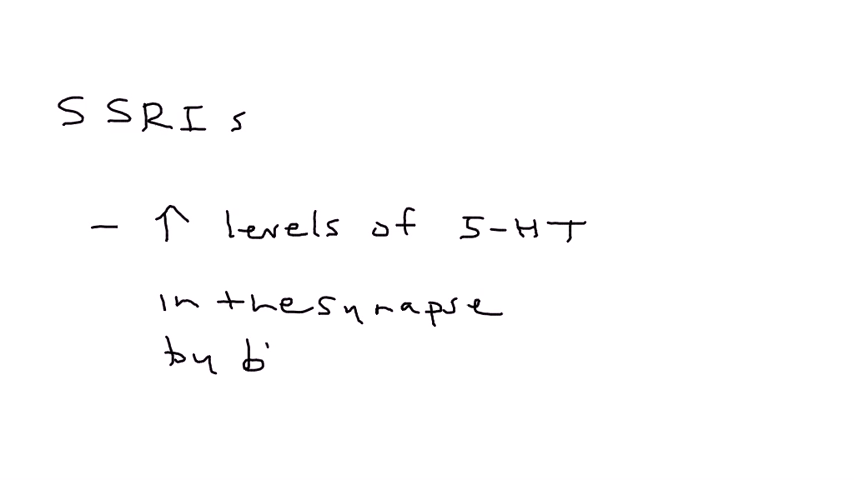 SSRIs
- ↑ levels of 5-HT
in the synapse
by b